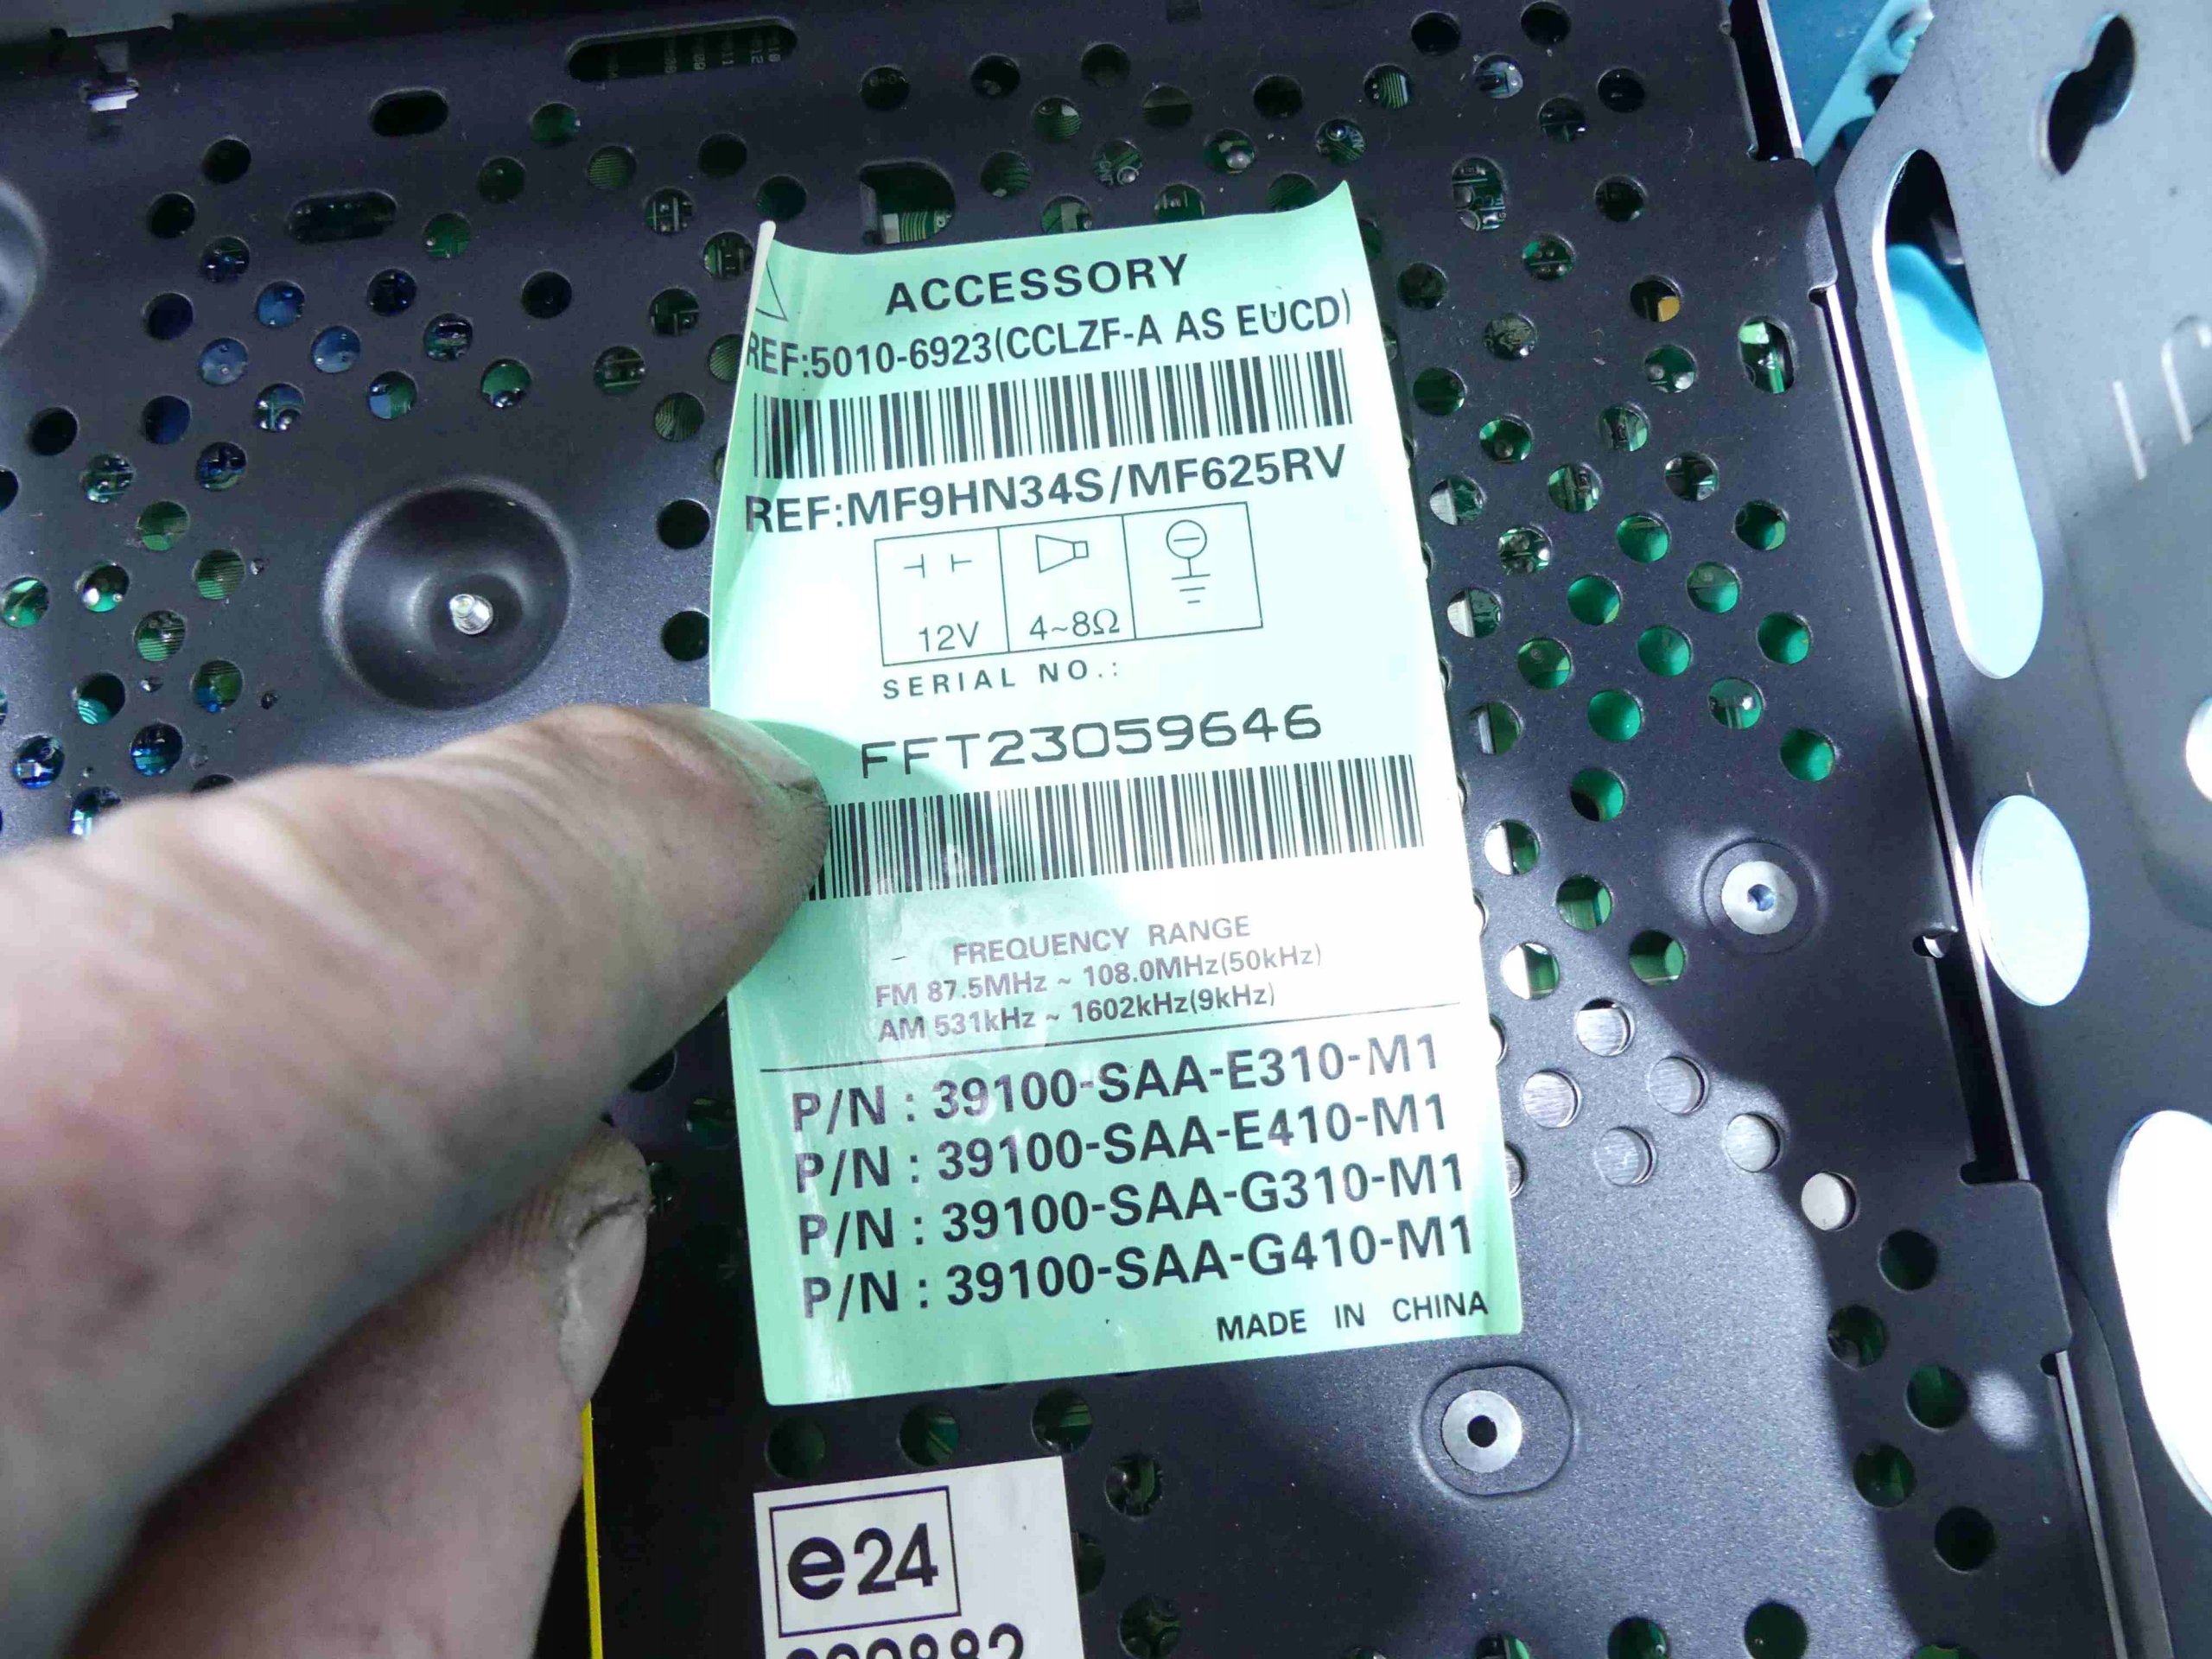 ACCESSORY
REF:5010-6923(CCLZF-A AS EUCD)
REF:MF9HN34S/MF625RV
12V 4~8Ω
SERIAL NO.:
FFT23059646
FREQUENCY RANGE
FM 87.5MHz ~ 108.0MHz(50kHz)
AM 531kHz ~ 1602kHz(9kHz)
P/N : 39100-SAA-E310-M1
P/N : 39100-SAA-E410-M1
P/N : 39100-SAA-G310-M1
P/N : 39100-SAA-G410-M1
MADE IN CHINA
e24